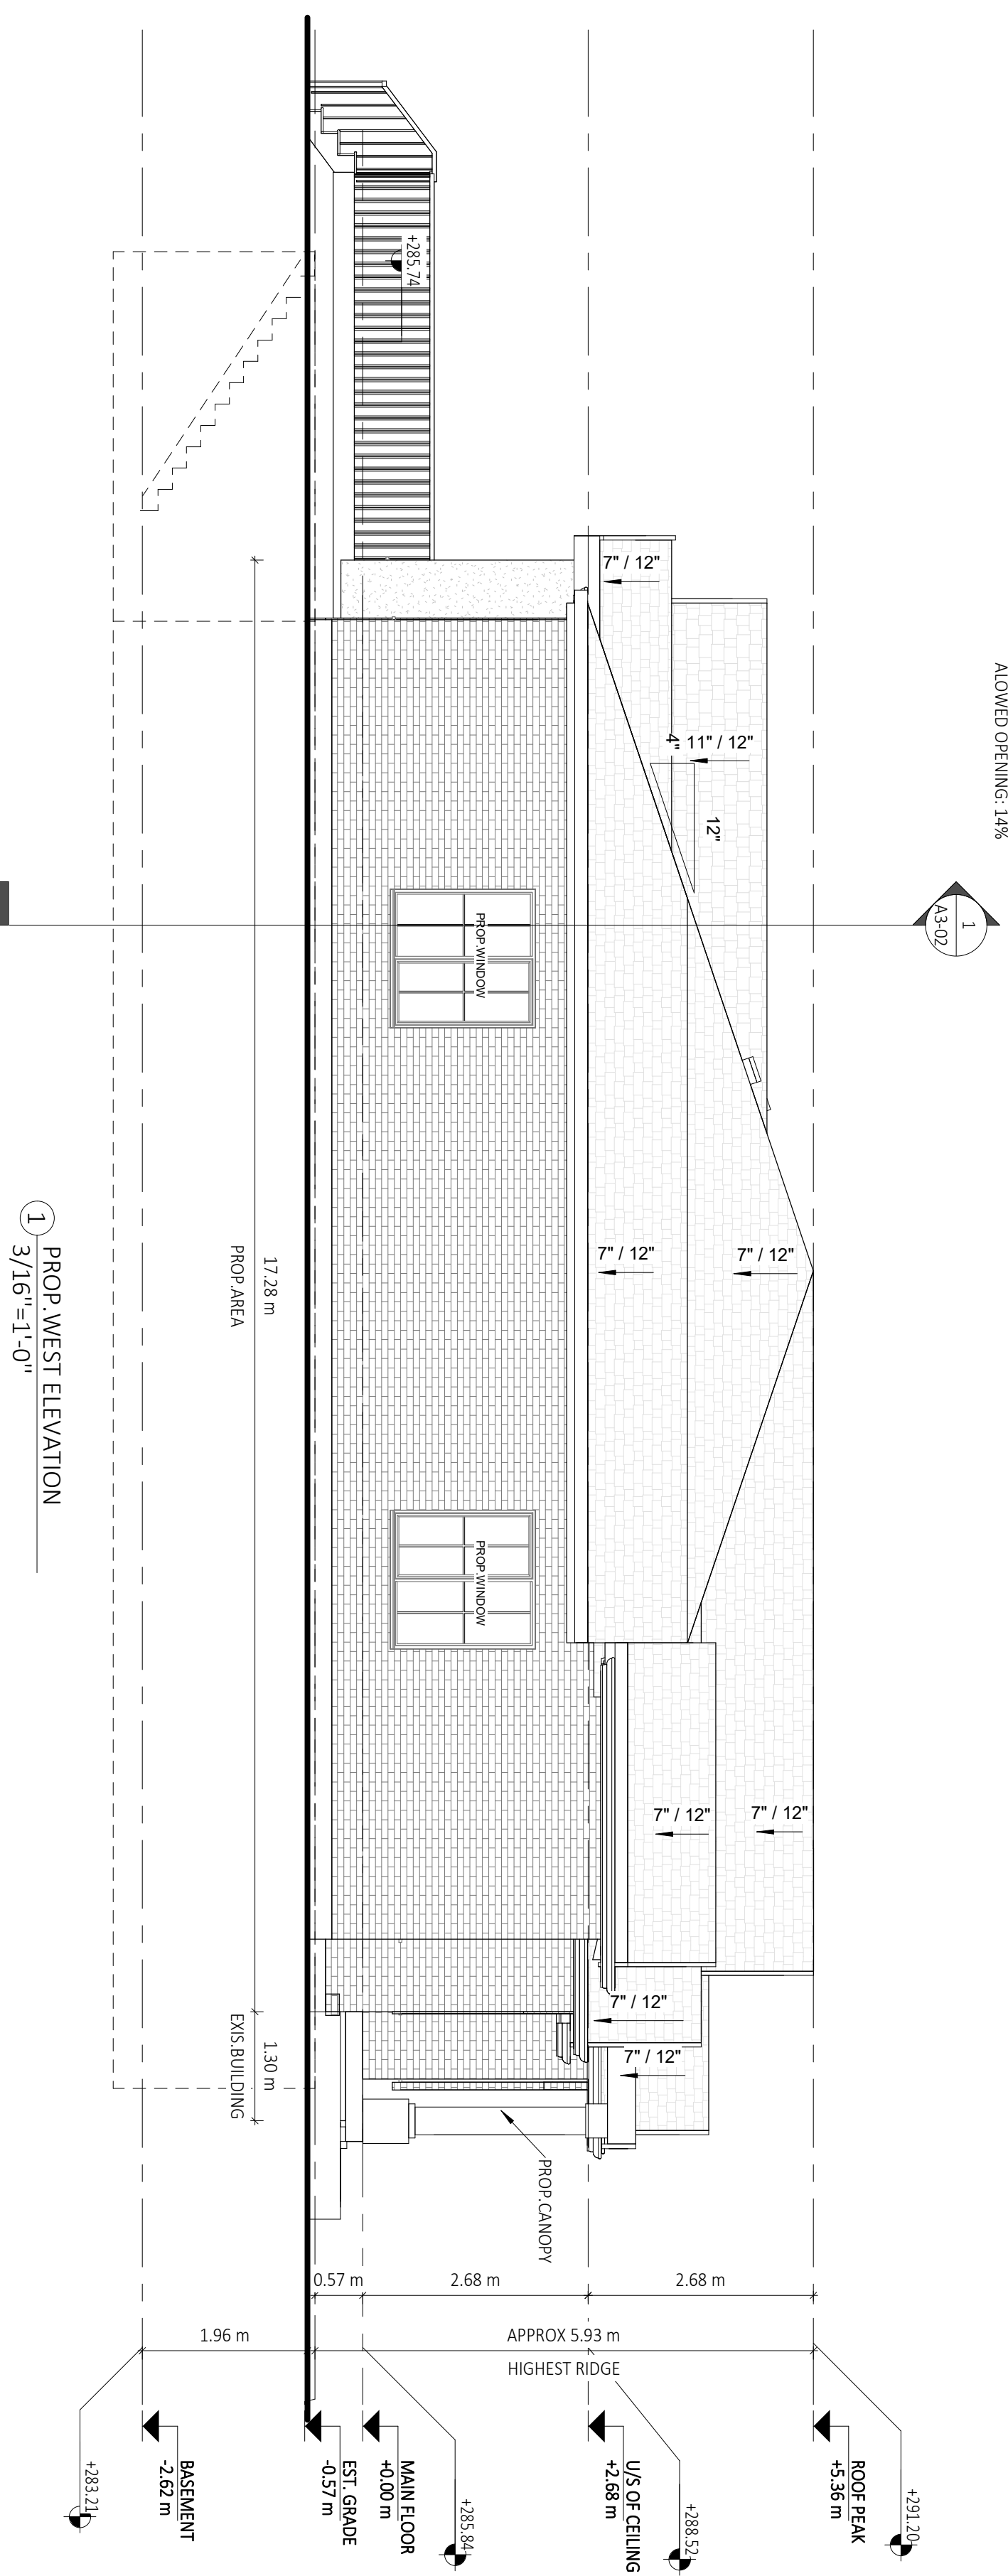 ALOWED OPENING: 14%
1
A3-02
+291.20
ROOF PEAK
+5.36 m
+288.52
U/S OF CEILING
+2.68 m
+285.84
MAIN FLOOR
+0.00 m
EST. GRADE
-0.57 m
BASEMENT
-2.62 m
+283.21
2.68 m
2.68 m
0.57 m
APPROX 5.93 m
HIGHEST RIDGE
1.96 m
7" / 12"
11" / 12"
4"
12"
7" / 12"
7" / 12"
7" / 12"
7" / 12"
7" / 12"
7" / 12"
+285.74
PROP.WINDOW
PROP.WINDOW
PROP.CANOPY
17.28 m
PROP.AREA
1.30 m
EXIS.BUILDING
1
PROP.WEST ELEVATION
3/16"=1'-0"